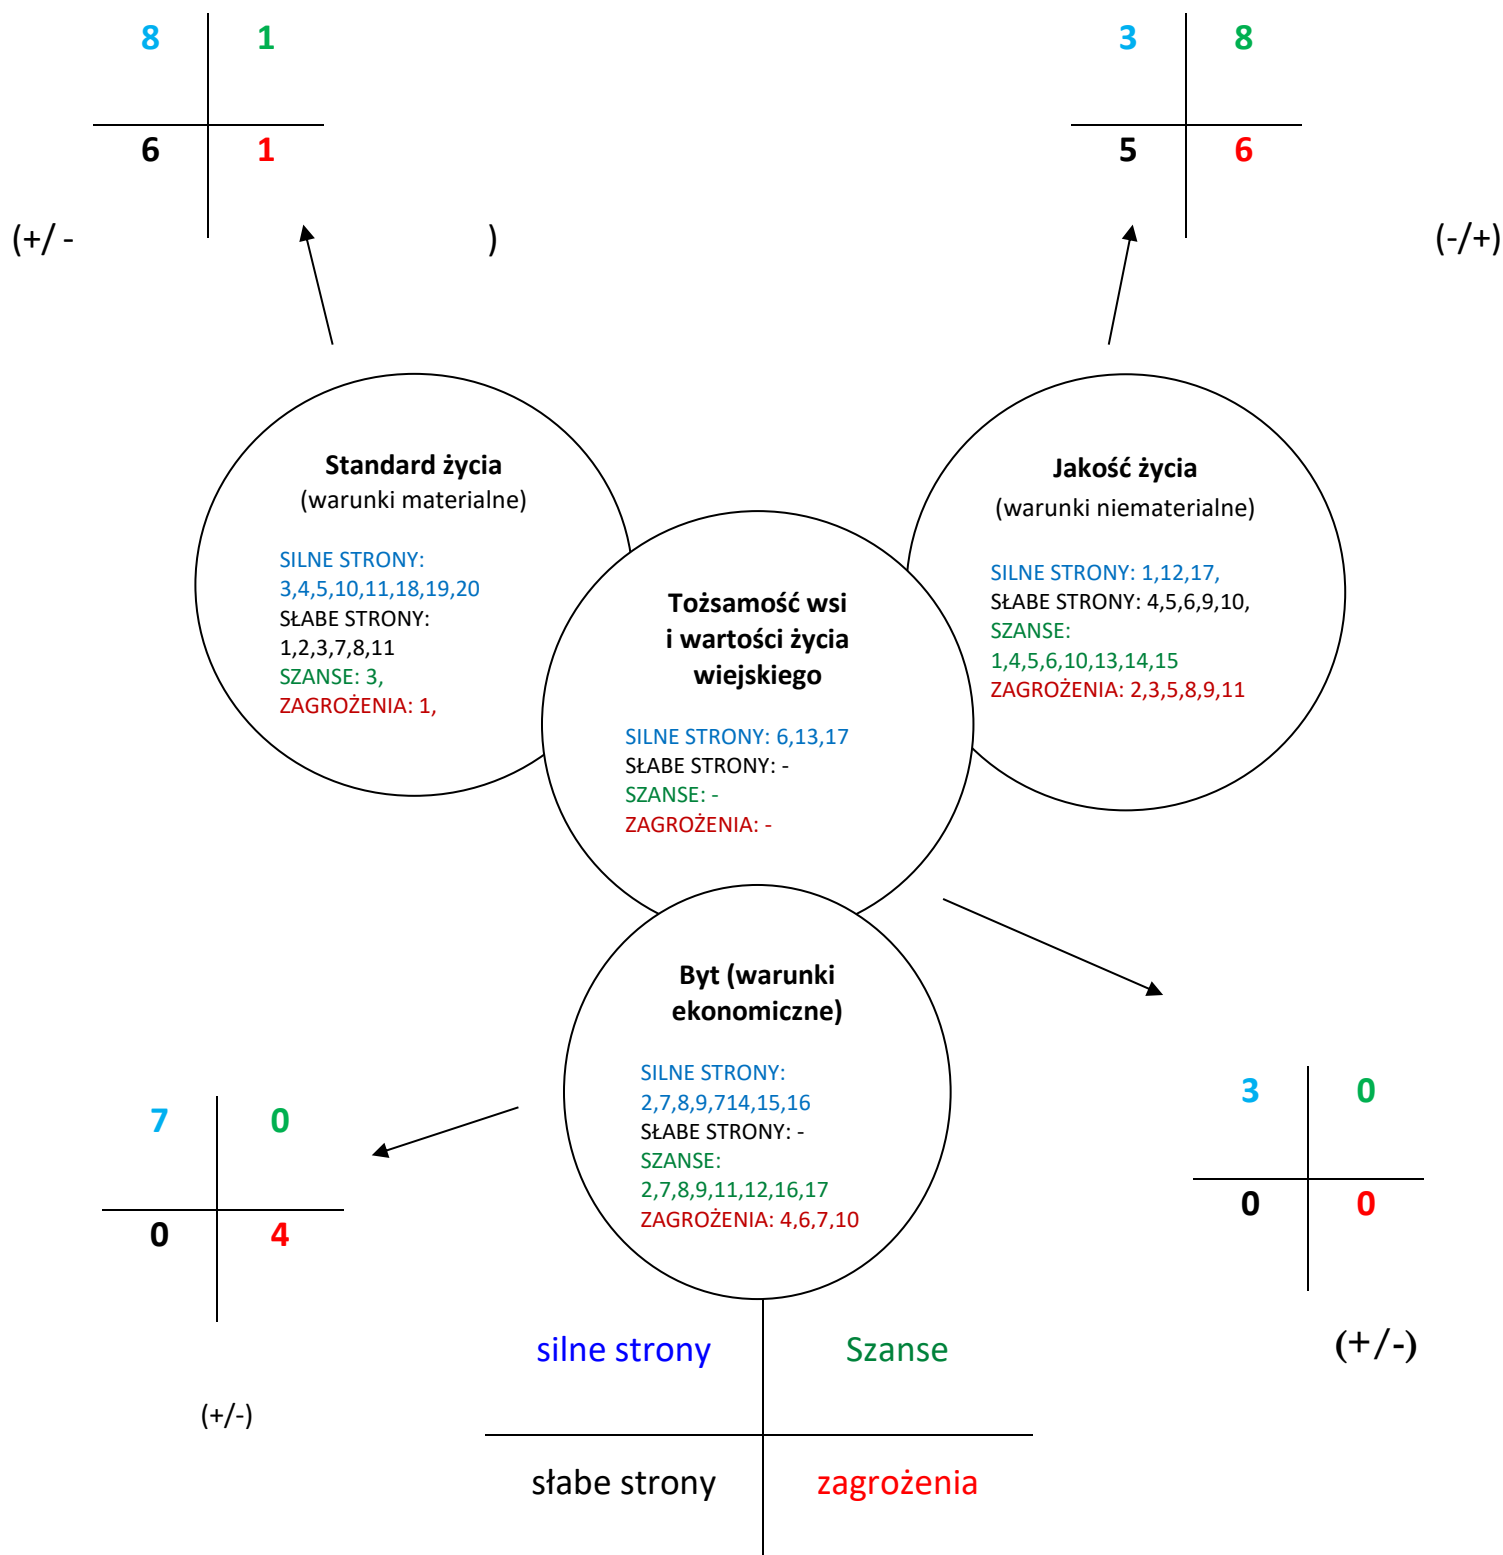 8 1
6 1
(+/ - )
3 8
5 6
(-/+)
Standard życia
(warunki materialne)
SILNE STRONY:
3,4,5,10,11,18,19,20
SŁABE STRONY:
1,2,3,7,8,11
SZANSE: 3,
ZAGROŻENIA: 1,
Jakość życia
(warunki niematerialne)
SILNE STRONY: 1,12,17,
SŁABE STRONY: 4,5,6,9,10,
SZANSE:
1,4,5,6,10,13,14,15
ZAGROŻENIA: 2,3,5,8,9,11
Tożsamość wsi
i wartości życia
wiejskiego
SILNE STRONY: 6,13,17
SŁABE STRONY: -
SZANSE: -
ZAGROŻENIA: -
Byt (warunki
ekonomiczne)
SILNE STRONY:
2,7,8,9,714,15,16
SŁABE STRONY: -
SZANSE:
2,7,8,9,11,12,16,17
ZAGROŻENIA: 4,6,7,10
7 0
0 4
(+/-)
3 0
0 0
(+/-)
silne strony Szanse
słabe strony zagrożenia